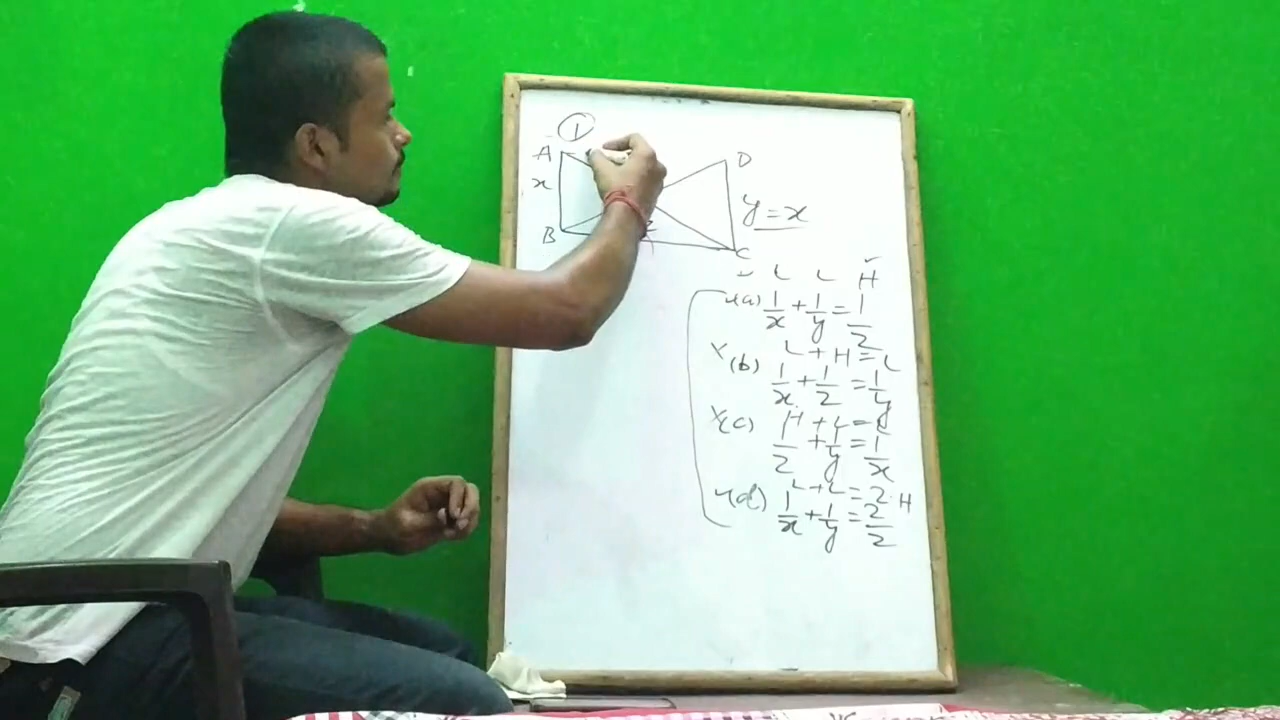 ①
A D
x
y = x
B
C
L L H
(a) 1/x + 1/y = 1/z
L + H = L
x (b) 1/x + 1/z = 1/y
H + L = L
x (c) 1/z + 1/y = 1/x
L + L = 2·H
(d) 1/x + 1/y = 2/z